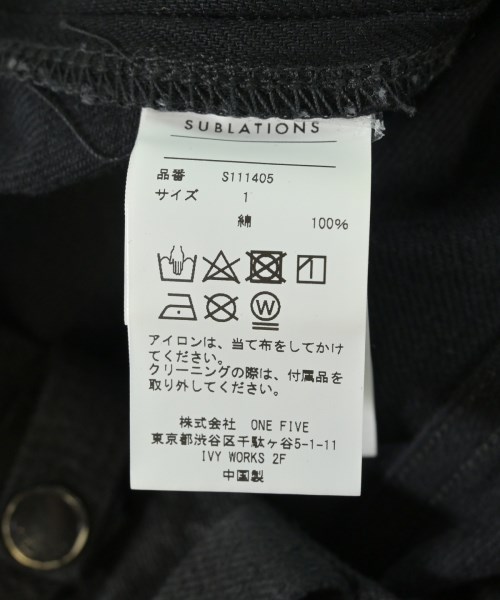 SUBLATIONS
品番 S111405
サイズ 1
綿 100%
W
アイロンは、当て布をしてかけ
てください。
クリーニングの際は、付属品を
取り外してください。
株式会社 ONE FIVE
東京都渋谷区千駄ヶ谷5-1-11
IVY WORKS 2F
中国製